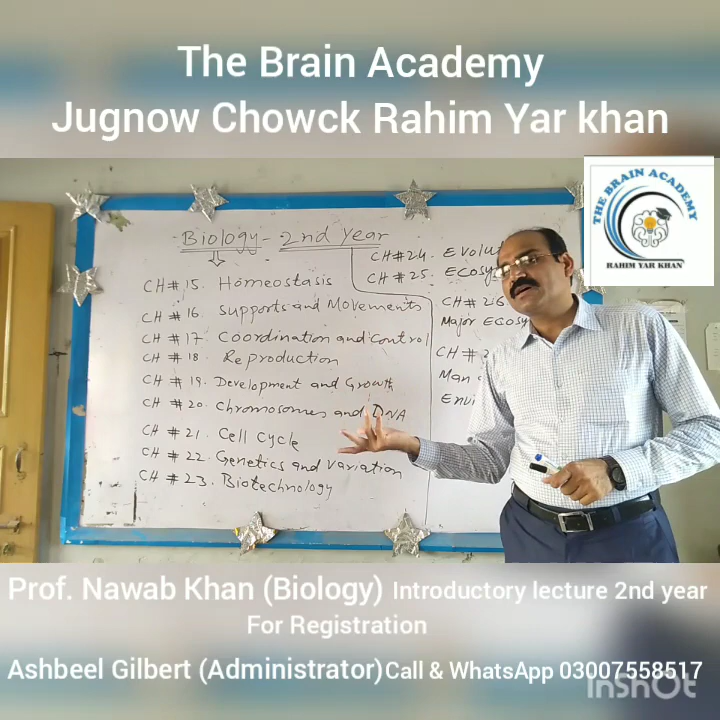 The Brain Academy
Jugnow Chowck Rahim Yar khan
THE BRAIN ACADEMY
RAHIM YAR KHAN
Biology - 2nd Year
CH # 15. Homeostasis
CH # 16. Supports and Movements
CH # 17. Coordination and Control
CH # 18. Reproduction
CH # 19. Development and Growth
CH # 20. Chromosomes and DNA
CH # 21. Cell Cycle
CH # 22. Genetics and Variation
CH # 23. Biotechnology
CH # 24. Evolut
CH # 25. Ecosy
CH # 26
Major Ecosy
CH # 2
Man
Envi
Prof. Nawab Khan (Biology) Introductory lecture 2nd year
For Registration
Ashbeel Gilbert (Administrator) Call & WhatsApp 03007558517
InShOt